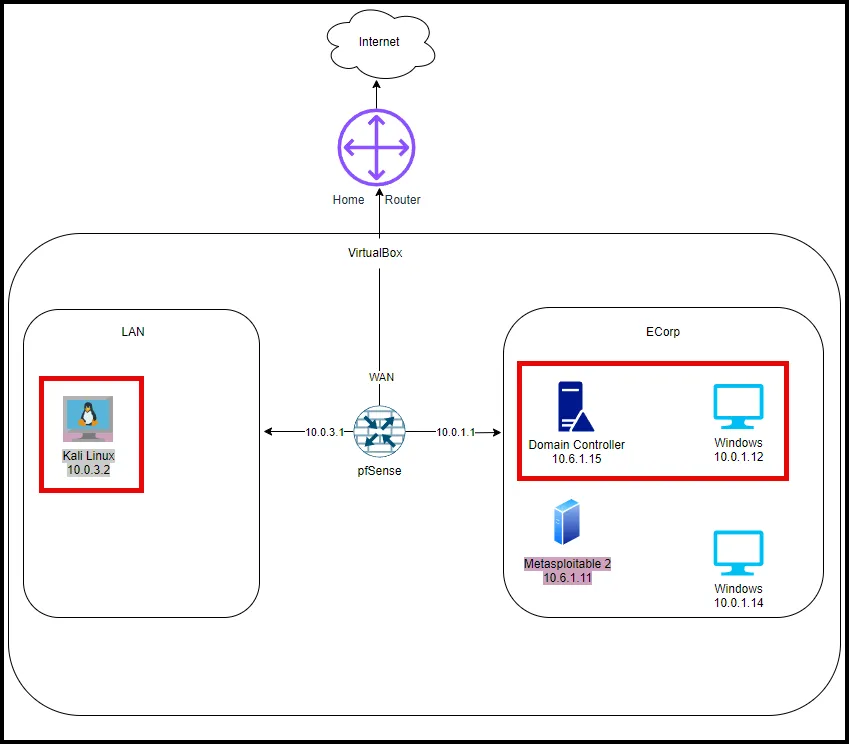 Internet
Home Router
VirtualBox
LAN
ECorp
WAN
Kali Linux
10.0.3.2
10.0.3.1
10.0.1.1
pfSense
Domain Controller
10.6.1.15
Windows
10.0.1.12
Metasploitable 2
10.6.1.11
Windows
10.0.1.14